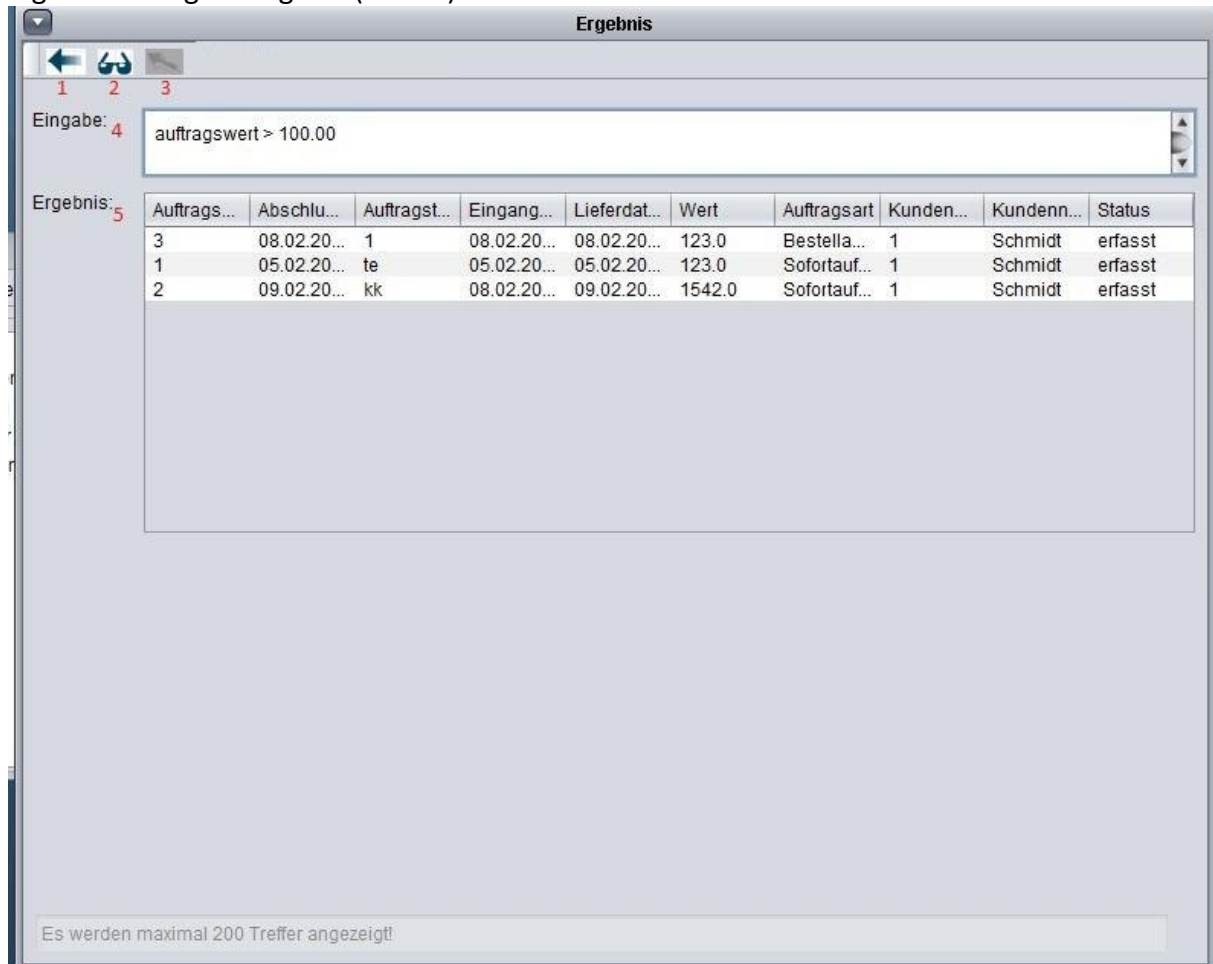 Ergebnis
1 2 3
Eingabe: 4
auftragswert > 100.00
Ergebnis: 5
Auftrags... Abschlu... Auftragst... Eingang... Lieferdat... Wert Auftragsart Kunden... Kundenn... Status
3 08.02.20... 1 08.02.20... 08.02.20... 123.0 Bestella... 1 Schmidt erfasst
1 05.02.20... te 05.02.20... 05.02.20... 123.0 Sofortauf... 1 Schmidt erfasst
2 09.02.20... kk 08.02.20... 09.02.20... 1542.0 Sofortauf... 1 Schmidt erfasst
Es werden maximal 200 Treffer angezeigt!